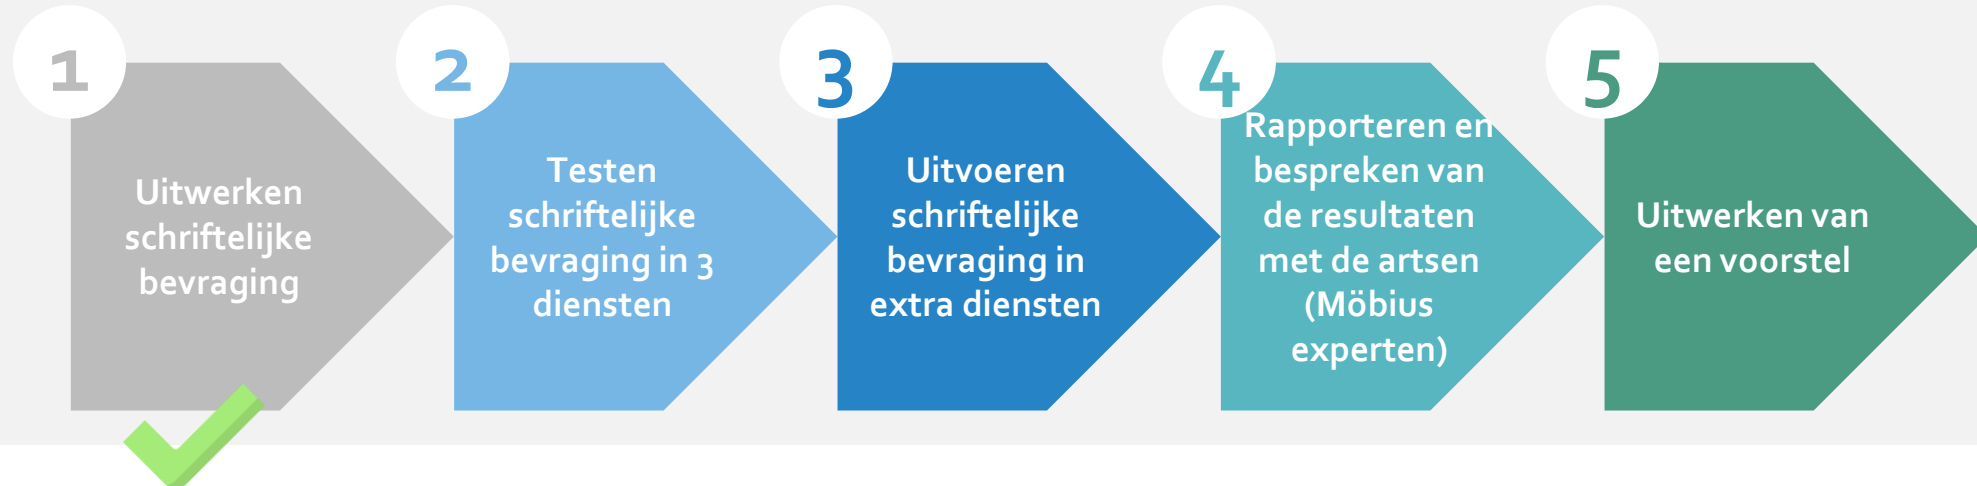 1
Uitwerken
schriftelijke
bevraging
2
Testen
schriftelijke
bevraging in 3
diensten
3
Uitvoeren
schriftelijke
bevraging in
extra diensten
4
Rapporteren en
bespreken van
de resultaten
met de artsen
(Möbius
experten)
5
Uitwerken van
een voorstel